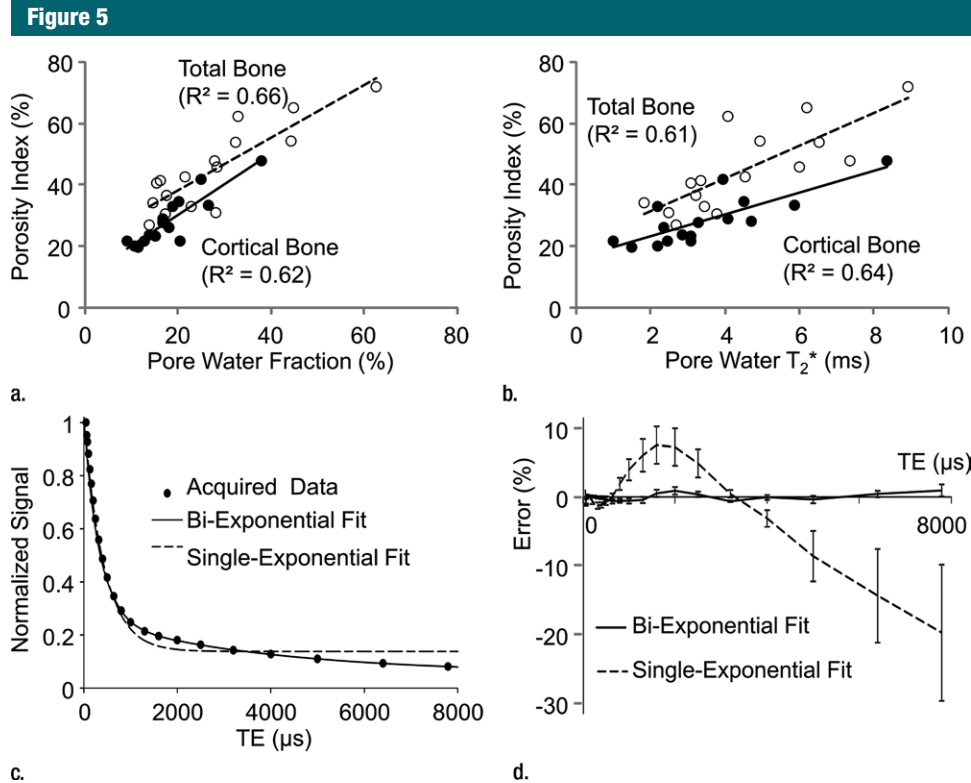 Figure 5
80
60
40
20
0
Porosity Index (%)
Total Bone
(R² = 0.66)
Cortical Bone
(R² = 0.62)
0 20 40 60 80
Pore Water Fraction (%)
a.
80
60
40
20
0
Porosity Index (%)
Total Bone
(R² = 0.61)
Cortical Bone
(R² = 0.64)
0 2 4 6 8 10
Pore Water T₂* (ms)
b.
1
0.8
0.6
0.4
0.2
0
Normalized Signal
Acquired Data
Bi-Exponential Fit
Single-Exponential Fit
0 2000 4000 6000 8000
TE (µs)
c.
10
0
-10
-20
-30
Error (%)
TE (µs)
0 8000
Bi-Exponential Fit
Single-Exponential Fit
d.